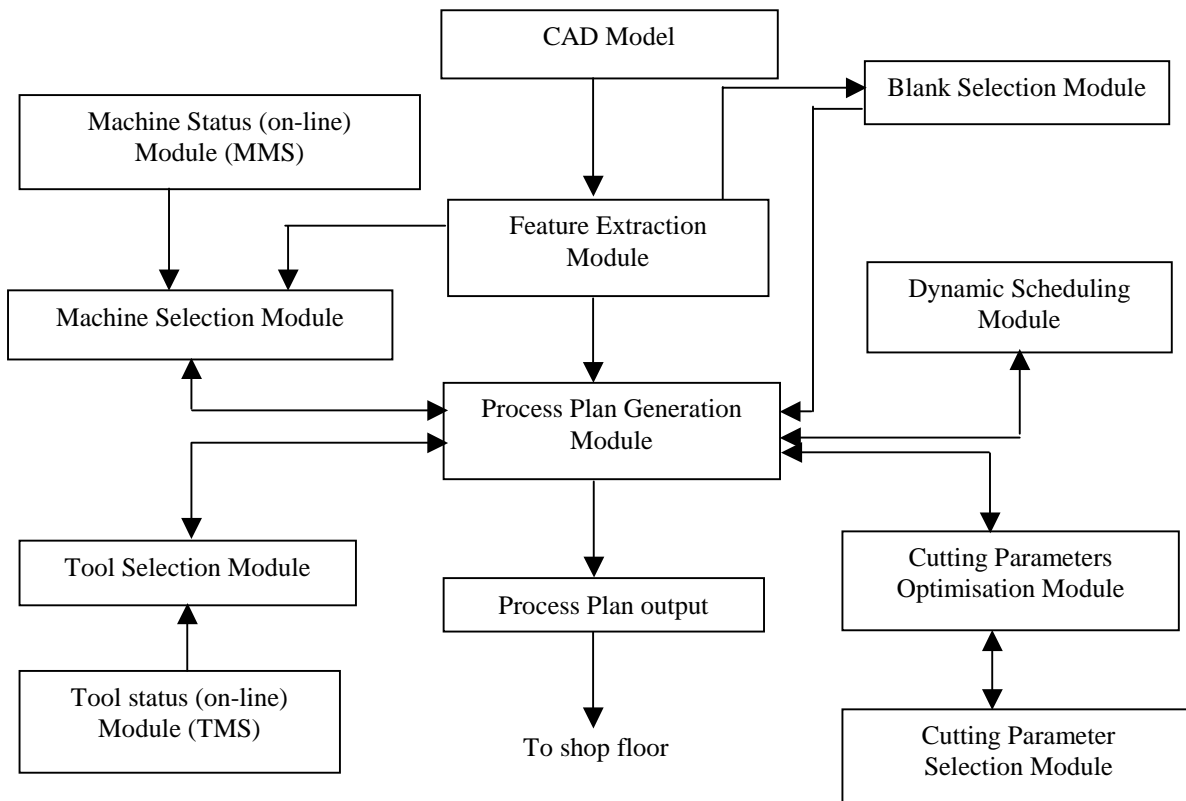 CAD Model
Blank Selection Module
Machine Status (on-line)
Module (MMS)
Feature Extraction
Module
Machine Selection Module
Dynamic Scheduling
Module
Process Plan Generation
Module
Tool Selection Module
Process Plan output
Cutting Parameters
Optimisation Module
Tool status (on-line)
Module (TMS)
To shop floor
Cutting Parameter
Selection Module